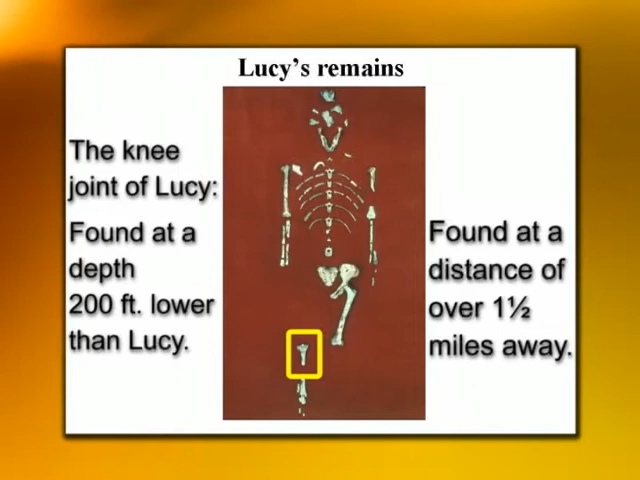 Lucy's remains
The knee
joint of Lucy:
Found at a
depth
200 ft. lower
than Lucy.
Found at a
distance of
over 1½
miles away.